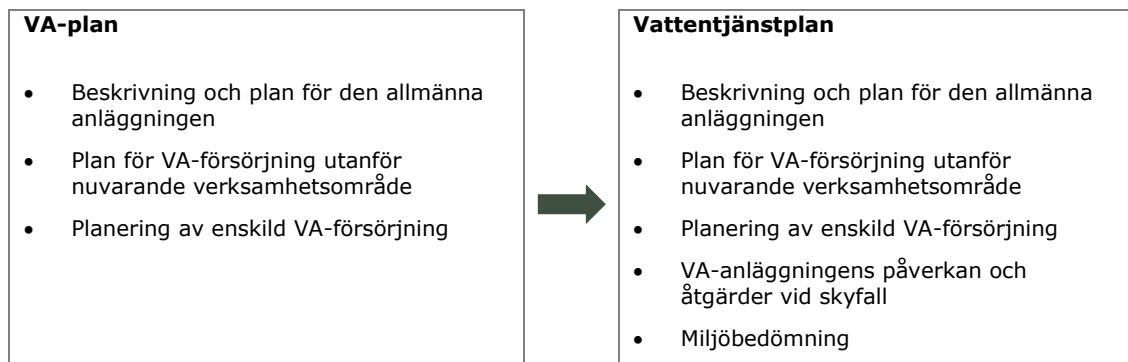 VA-plan
• Beskrivning och plan för den allmänna
anläggningen
• Plan för VA-försörjning utanför
nuvarande verksamhetsområde
• Planering av enskild VA-försörjning
Vattentjänstplan
• Beskrivning och plan för den allmänna
anläggningen
• Plan för VA-försörjning utanför
nuvarande verksamhetsområde
• Planering av enskild VA-försörjning
• VA-anläggningens påverkan och
åtgärder vid skyfall
• Miljöbedömning